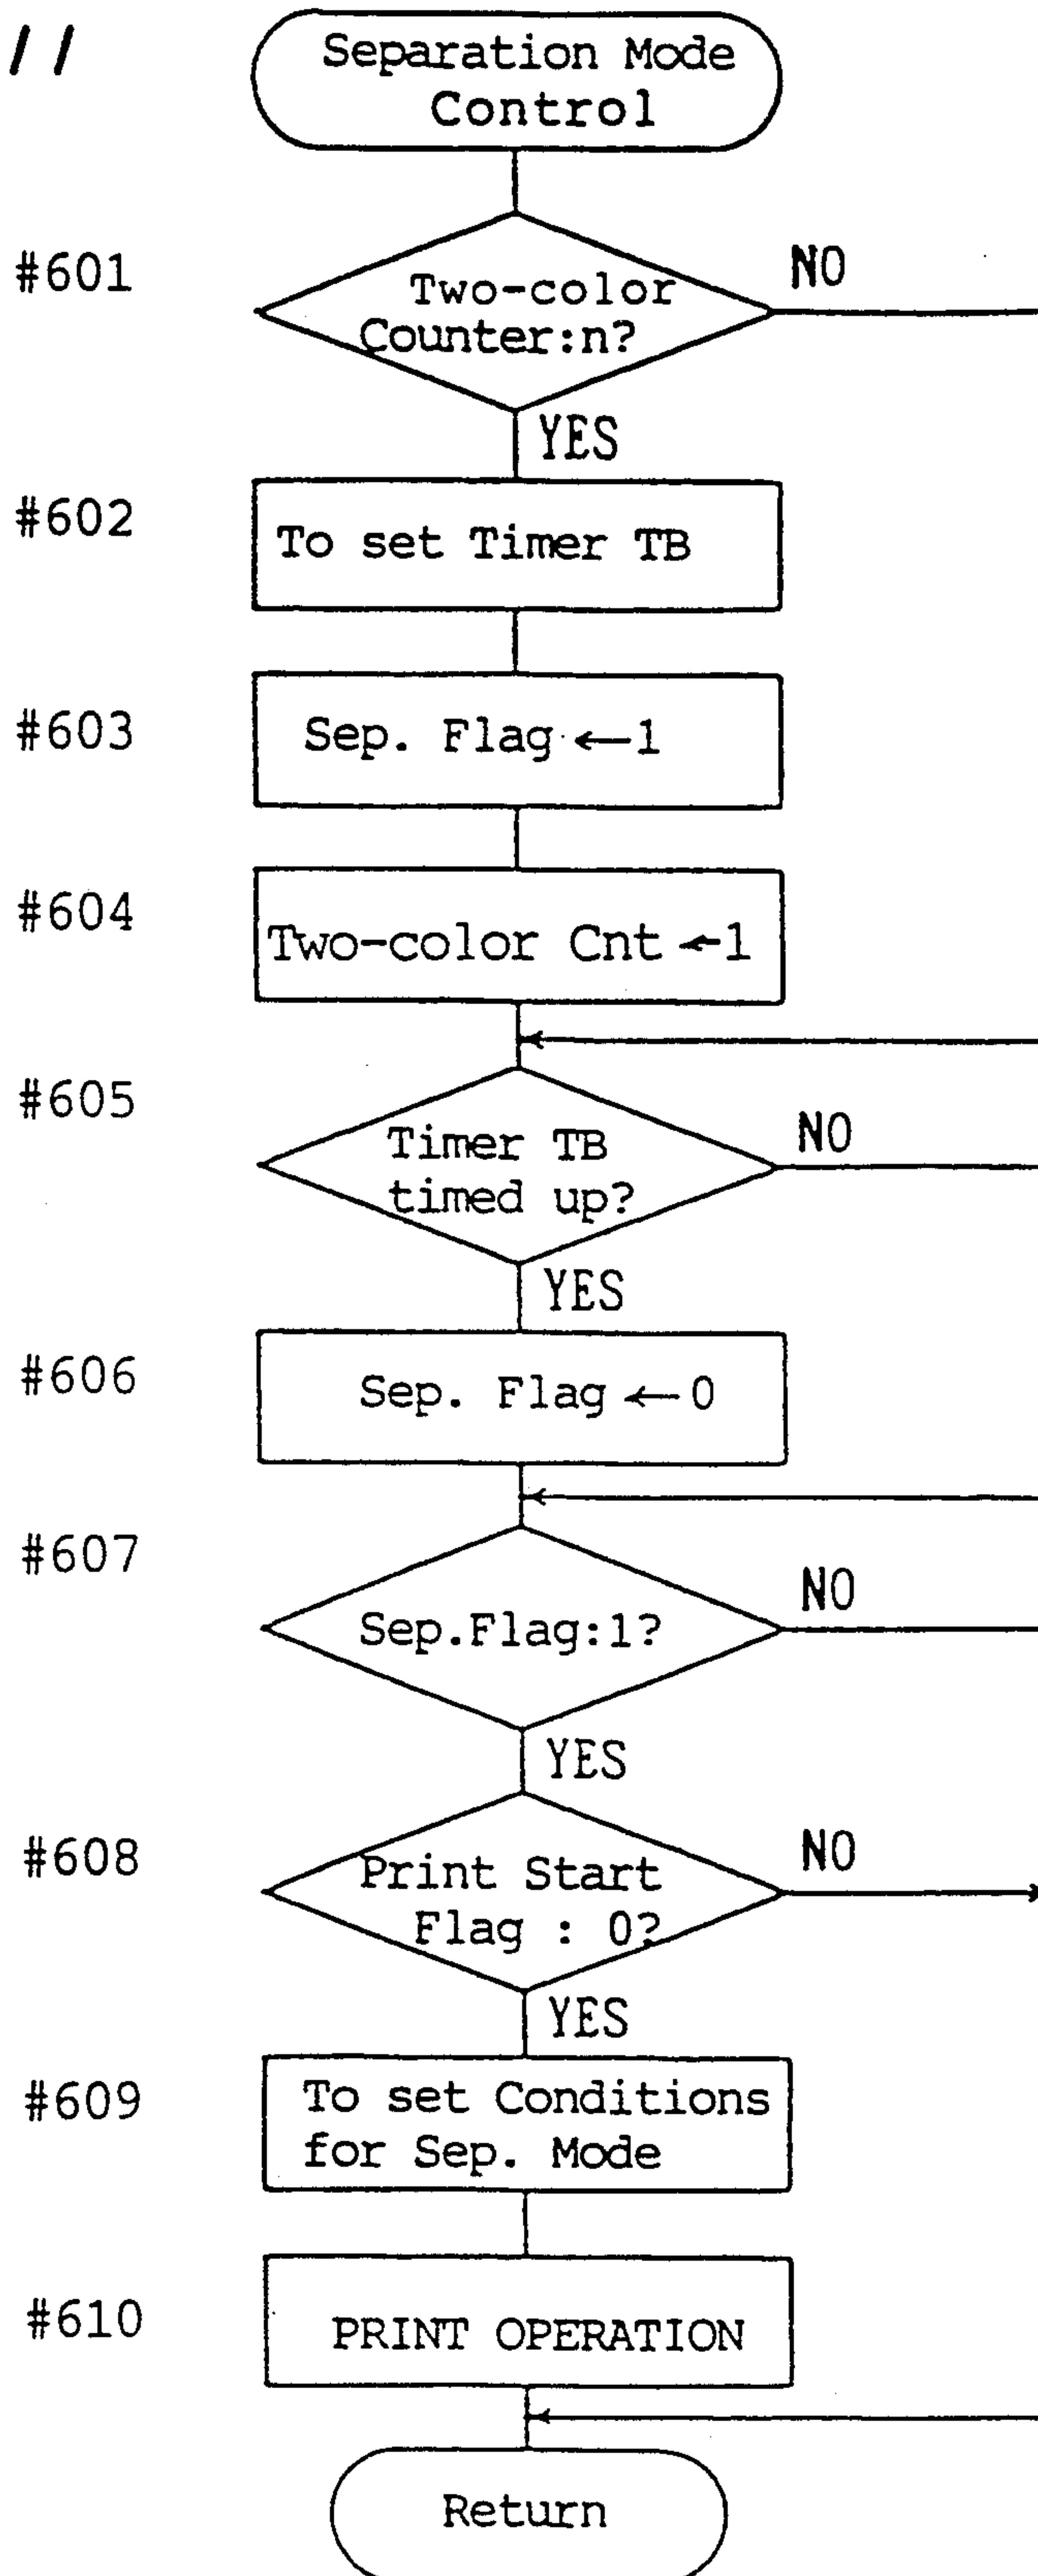 11
Separation Mode
Control
#601
Two-color
Counter:n?
NO
YES
#602
To set Timer TB
#603
Sep. Flag ←1
#604
Two-color Cnt ←1
#605
Timer TB
timed up?
NO
YES
#606
Sep. Flag ← 0
#607
Sep.Flag:1?
NO
YES
#608
Print Start
Flag : 0?
NO
YES
#609
To set Conditions
for Sep. Mode
#610
PRINT OPERATION
Return